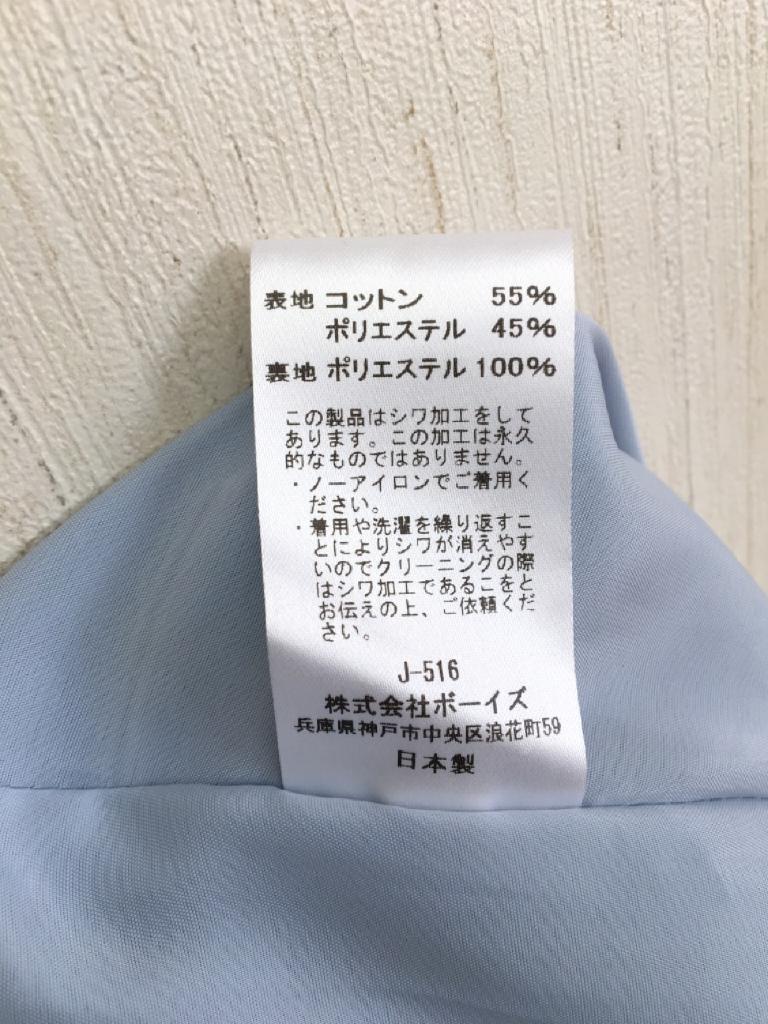 表地 コットン 55%
ポリエステル 45%
裏地 ポリエステル 100%
この製品はシワ加工をして
あります。この加工は永久
的なものではありません。
・ノーアイロンでご着用く
ださい。
・着用や洗濯を繰り返すこ
とによりシワが消えやす
いのでクリーニングの際
はシワ加工であるこをと
お伝えの上、ご依頼くだ
さい。
J-516
株式会社ボーイズ
兵庫県神戸市中央区浪花町59
日本製